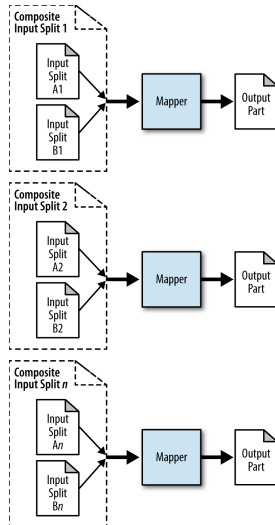 Composite
Input Split 1
Input
Split
A1
Input
Split
B1
Mapper
Output
Part
Composite
Input Split 2
Input
Split
A2
Input
Split
B2
Mapper
Output
Part
Composite
Input Split n
Input
Split
An
Input
Split
Bn
Mapper
Output
Part